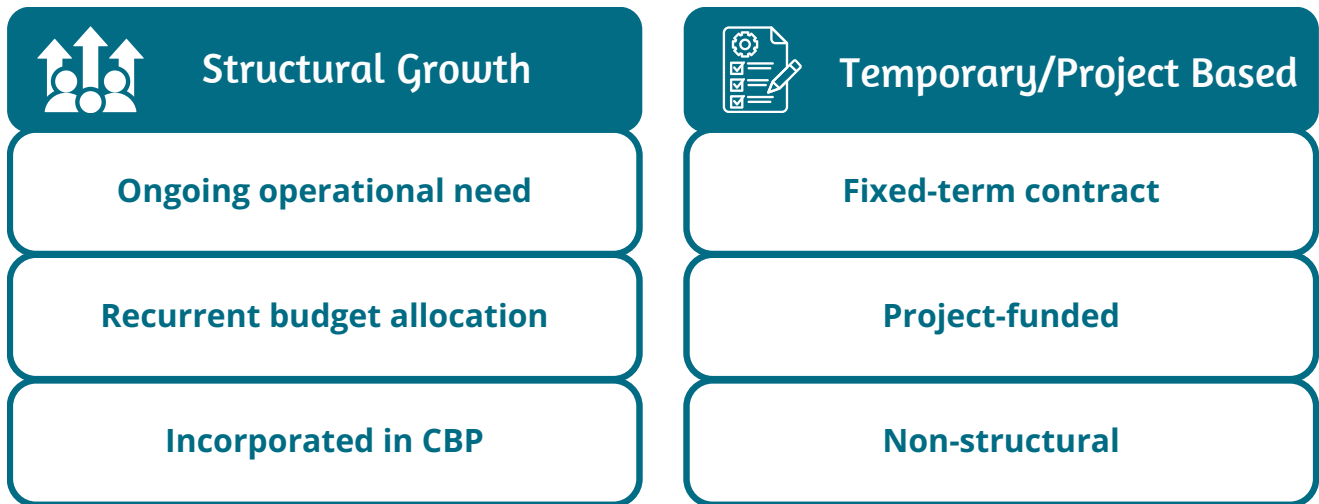 Structural Growth
Ongoing operational need
Recurrent budget allocation
Incorporated in CBP
Temporary/Project Based
Fixed-term contract
Project-funded
Non-structural